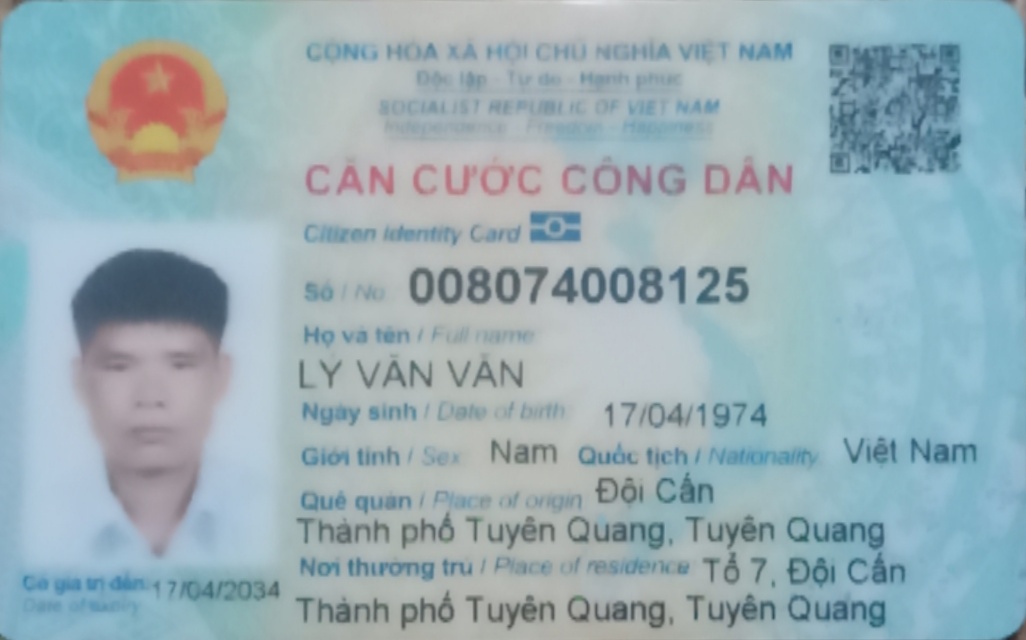 CỘNG HÒA XÃ HỘI CHỦ NGHĨA VIỆT NAM
Độc lập - Tự do - Hạnh phúc
SOCIALIST REPUBLIC OF VIET NAM
Independence - Freedom - Happiness
CĂN CƯỚC CÔNG DÂN
Citizen Identity Card
Số / No. 008074008125
Họ và tên / Full name:
LÝ VĂN VĂN
Ngày sinh / Date of birth: 17/04/1974
Giới tính / Sex: Nam Quốc tịch / Nationality: Việt Nam
Quê quán / Place of origin: Đội Cấn
Thành phố Tuyên Quang, Tuyên Quang
Nơi thường trú / Place of residence: Tổ 7, Đội Cấn
Thành phố Tuyên Quang, Tuyên Quang
Có giá trị đến: 17/04/2034
Date of expiry